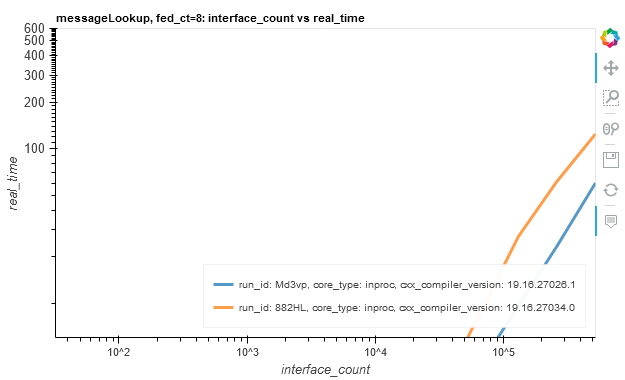 messageLookup, fed_ct=8: interface_count vs real_time
600
500
400
300
200
100
real_time
run_id: Md3vp, core_type: inproc, cxx_compiler_version: 19.16.27026.1
run_id: 882HL, core_type: inproc, cxx_compiler_version: 19.16.27034.0
10^2 10^3 10^4 10^5
interface_count